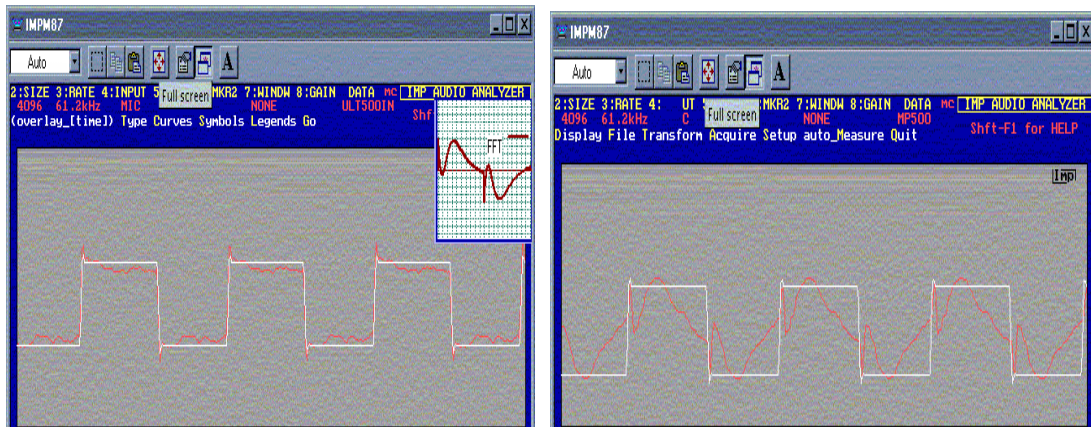 IMPM87
Auto
A
2:SIZE 3:RATE 4:INPUT 5 MKR2 7:WINDW 8:GAIN DATA MC IMP AUDIO ANALYZER
Full screen
4096 61.2kHz MIC NONE ULT500IN Shf
(overlay_[time]) Type Curves Symbols Legends Go
FFT
IMPM87
Auto
A
2:SIZE 3:RATE 4: UT :MKR2 7:WINDW 8:GAIN DATA MC IMP AUDIO ANALYZER
Full screen
4096 61.2kHz C NONE MP500 Shft-F1 for HELP
Display File Transform Acquire Setup auto_Measure Quit
Imp